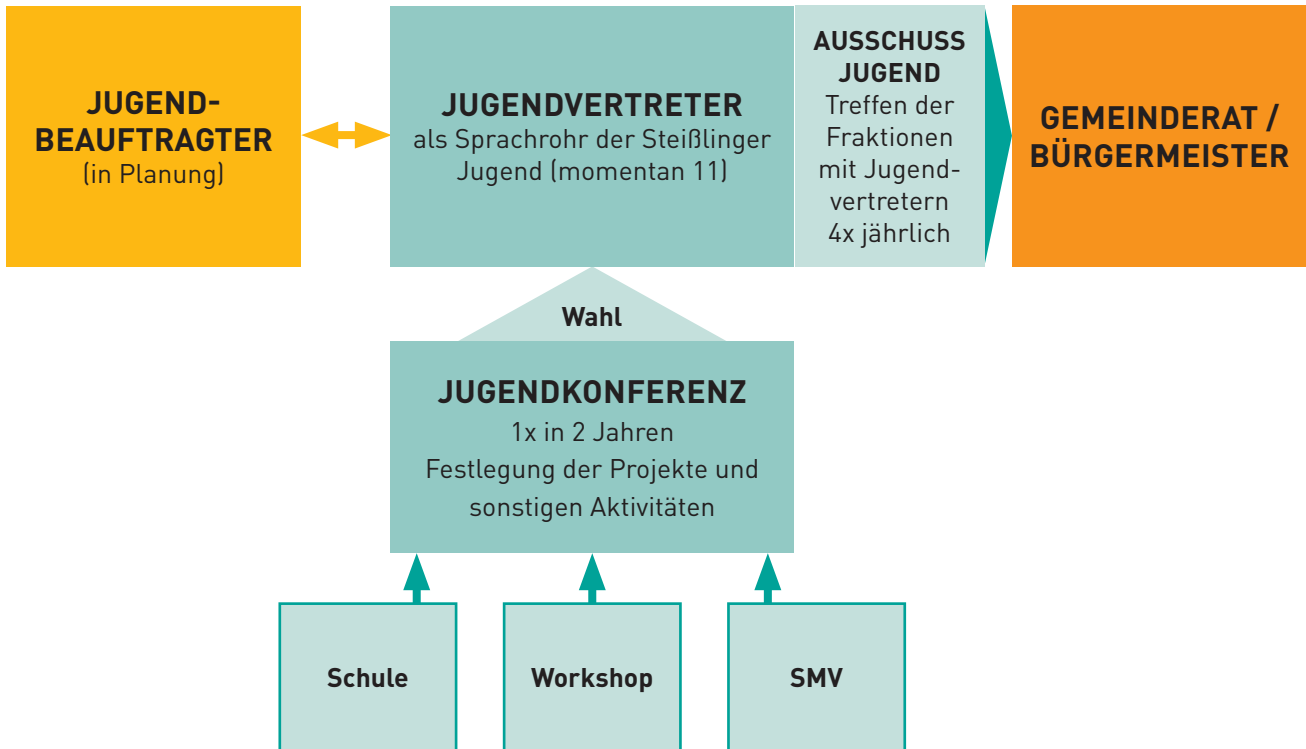 JUGEND-
BEAUFTRAGTER
(in Planung)
JUGENDVERTRETER
als Sprachrohr der Steißlinger
Jugend (momentan 11)
AUSSCHUSS
JUGEND
Treffen der
Fraktionen
mit Jugend-
vertretern
4x jährlich
GEMEINDERAT /
BÜRGERMEISTER
Wahl
JUGENDKONFERENZ
1x in 2 Jahren
Festlegung der Projekte und
sonstigen Aktivitäten
Schule
Workshop
SMV